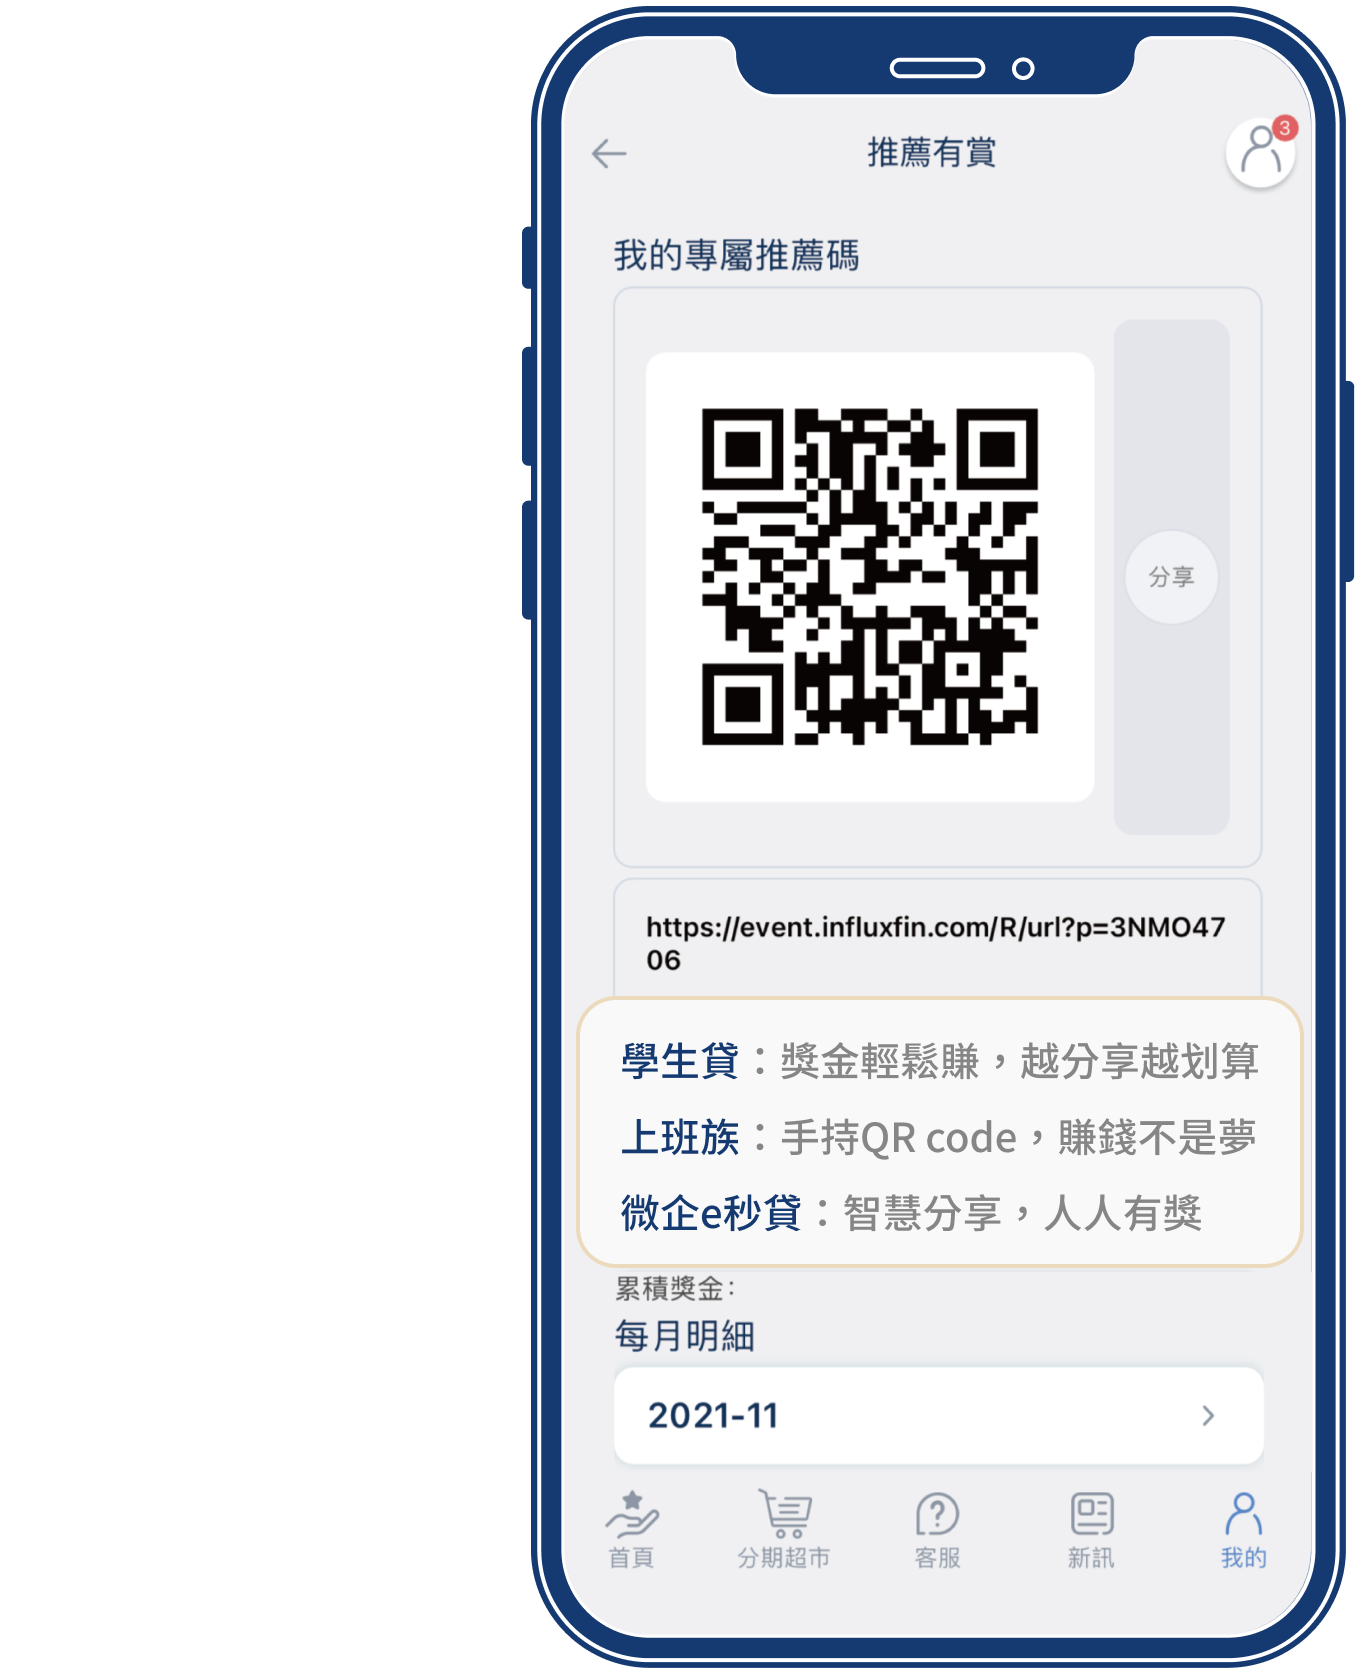 推薦有賞
3
我的專屬推薦碼
分享
https://event.influxfin.com/R/url?p=3NMO47
06
學生貸：獎金輕鬆賺，越分享越划算
上班族：手持QR code，賺錢不是夢
微企e秒貸：智慧分享，人人有獎
累積獎金:
每月明細
2021-11
首頁
分期超市
客服
新訊
我的